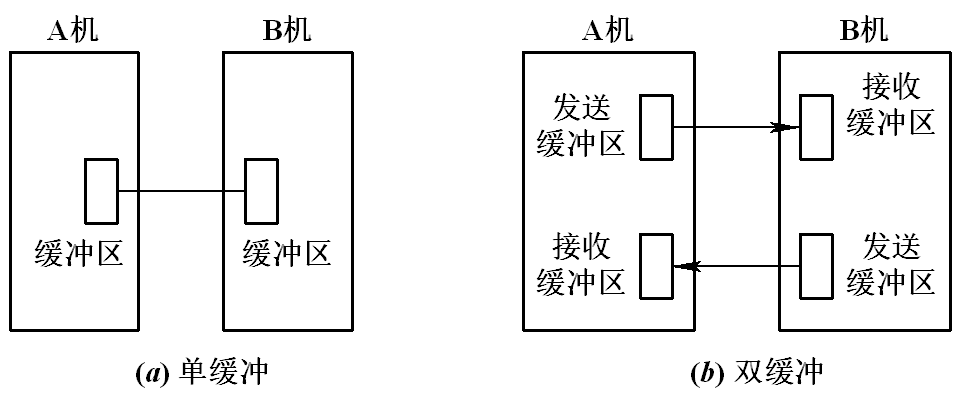 A机 B机
缓冲区 缓冲区
(a) 单缓冲
A机 B机
发送
缓冲区
接收
缓冲区
接收
缓冲区
发送
缓冲区
(b) 双缓冲